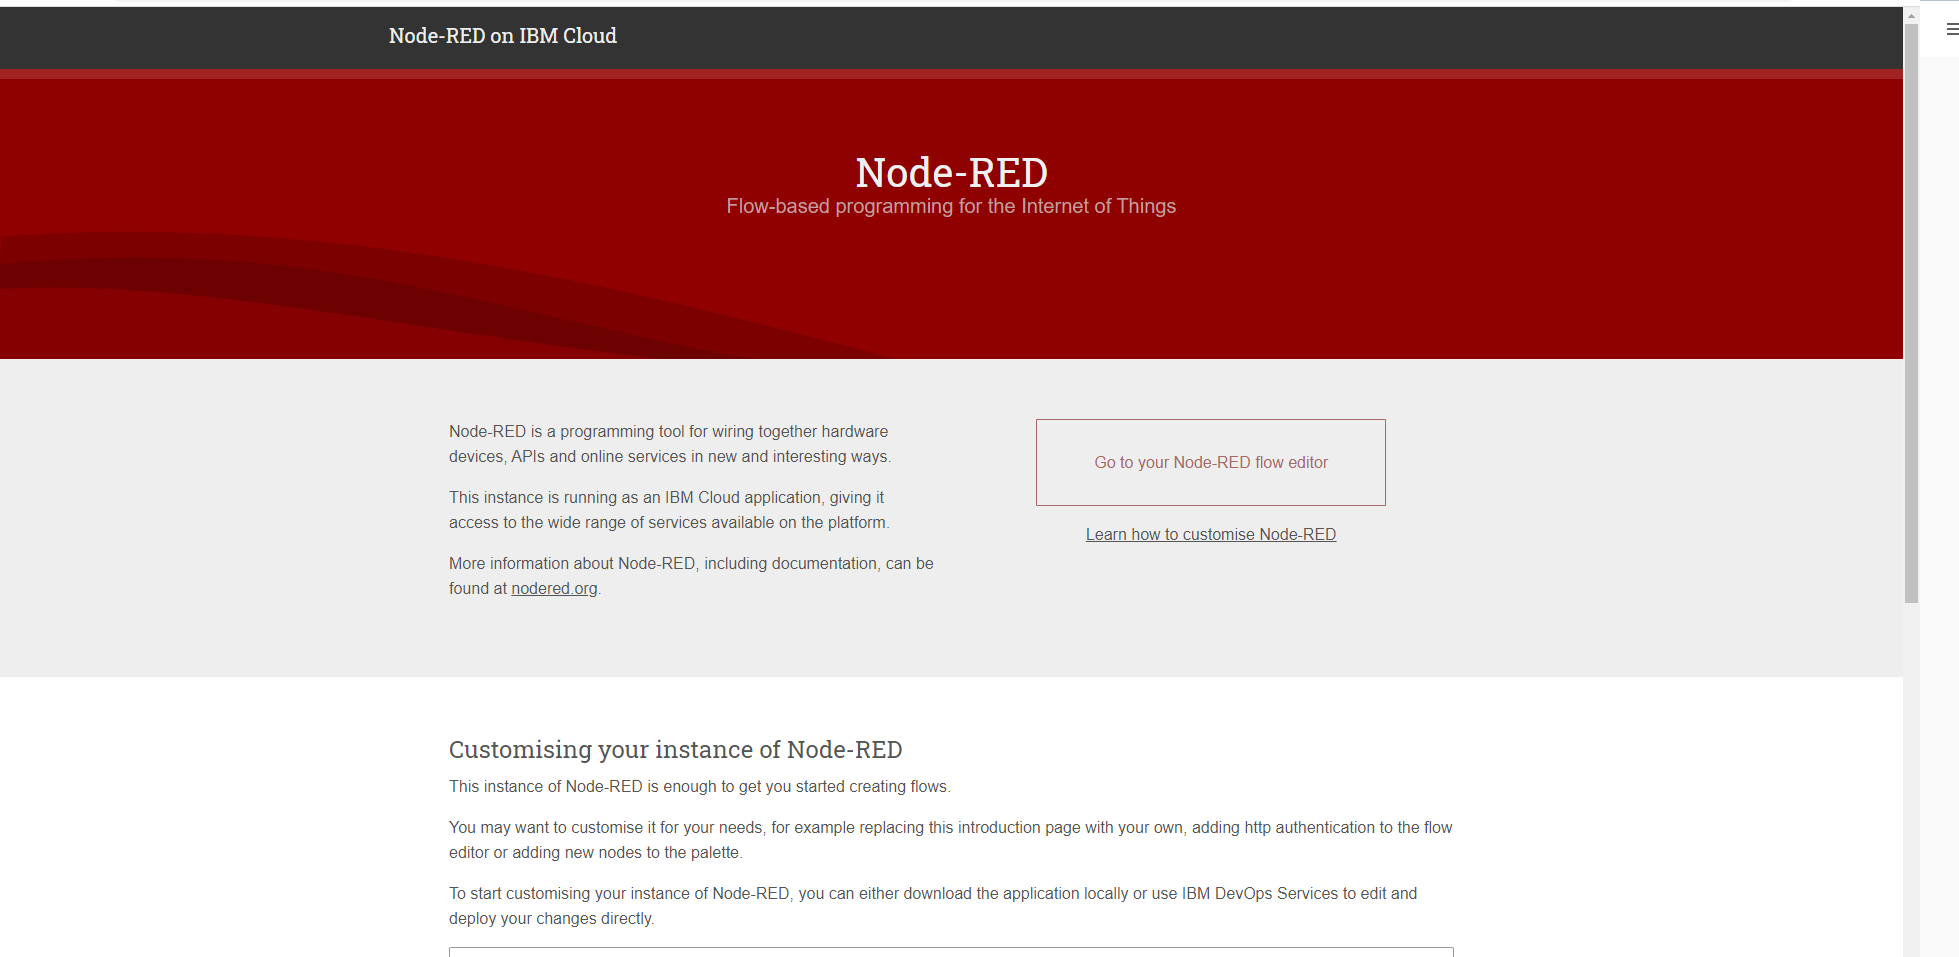 Node-RED on IBM Cloud
Node-RED
Flow-based programming for the Internet of Things
Node-RED is a programming tool for wiring together hardware
devices, APIs and online services in new and interesting ways.
This instance is running as an IBM Cloud application, giving it
access to the wide range of services available on the platform.
More information about Node-RED, including documentation, can be
found at nodered.org.
Go to your Node-RED flow editor
Learn how to customise Node-RED
Customising your instance of Node-RED
This instance of Node-RED is enough to get you started creating flows.
You may want to customise it for your needs, for example replacing this introduction page with your own, adding http authentication to the flow
editor or adding new nodes to the palette.
To start customising your instance of Node-RED, you can either download the application locally or use IBM DevOps Services to edit and
deploy your changes directly.